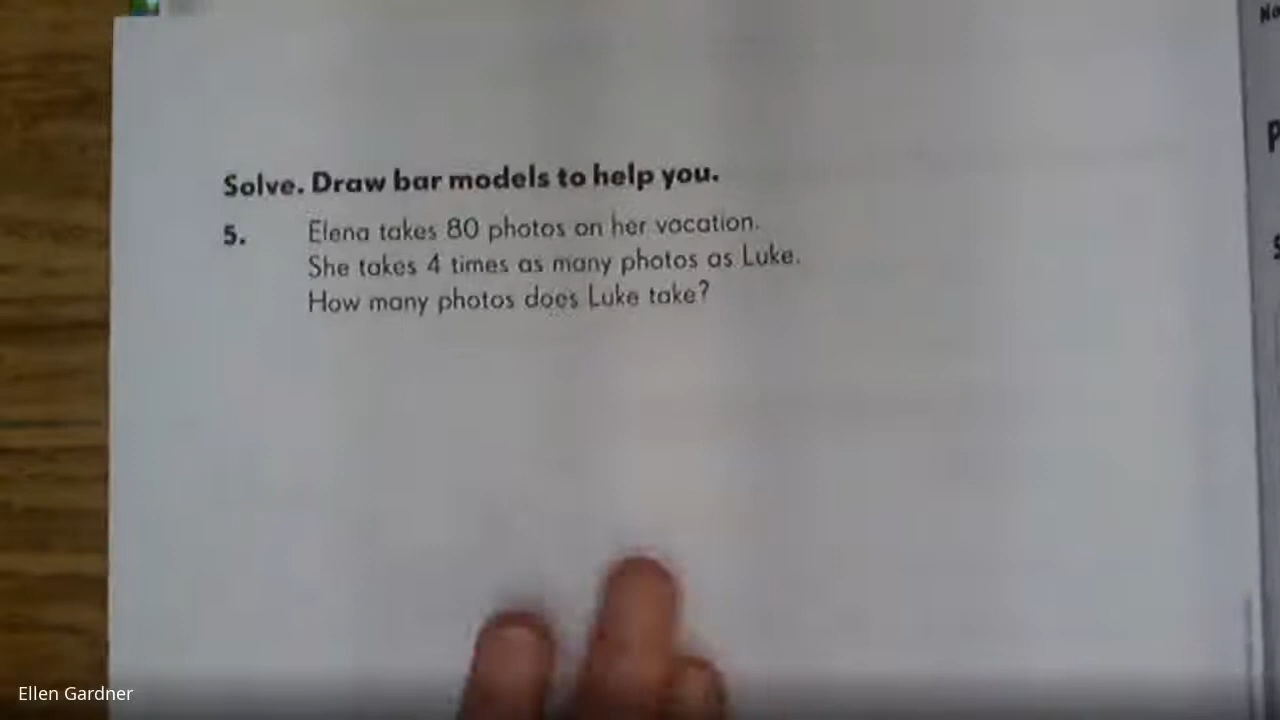 Solve. Draw bar models to help you.
5. Elena takes 80 photos on her vacation.
She takes 4 times as many photos as Luke.
How many photos does Luke take?
Ellen Gardner